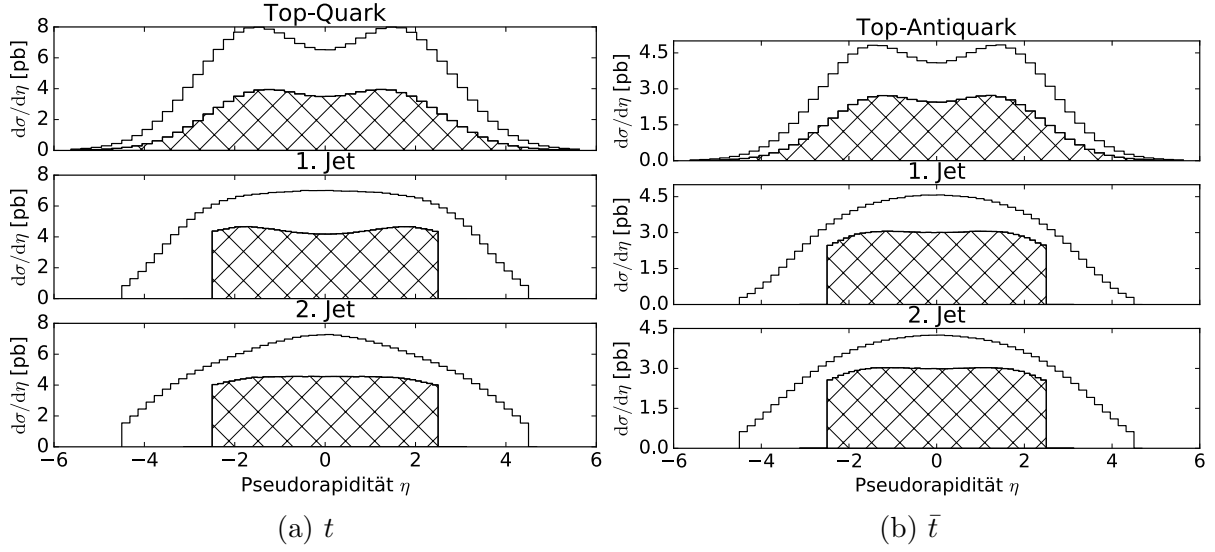 Top-Quark
8
6
4
2
0
dσ/dη [pb]
1. Jet
8
6
4
2
0
dσ/dη [pb]
2. Jet
8
6
4
2
0
dσ/dη [pb]
−6 −4 −2 0 2 4 6
Pseudorapidität η
(a) t
Top-Antiquark
4.5
3.0
1.5
0.0
dσ/dη [pb]
1. Jet
4.5
3.0
1.5
0.0
dσ/dη [pb]
2. Jet
4.5
3.0
1.5
0.0
dσ/dη [pb]
−6 −4 −2 0 2 4 6
Pseudorapidität η
(b) t̄